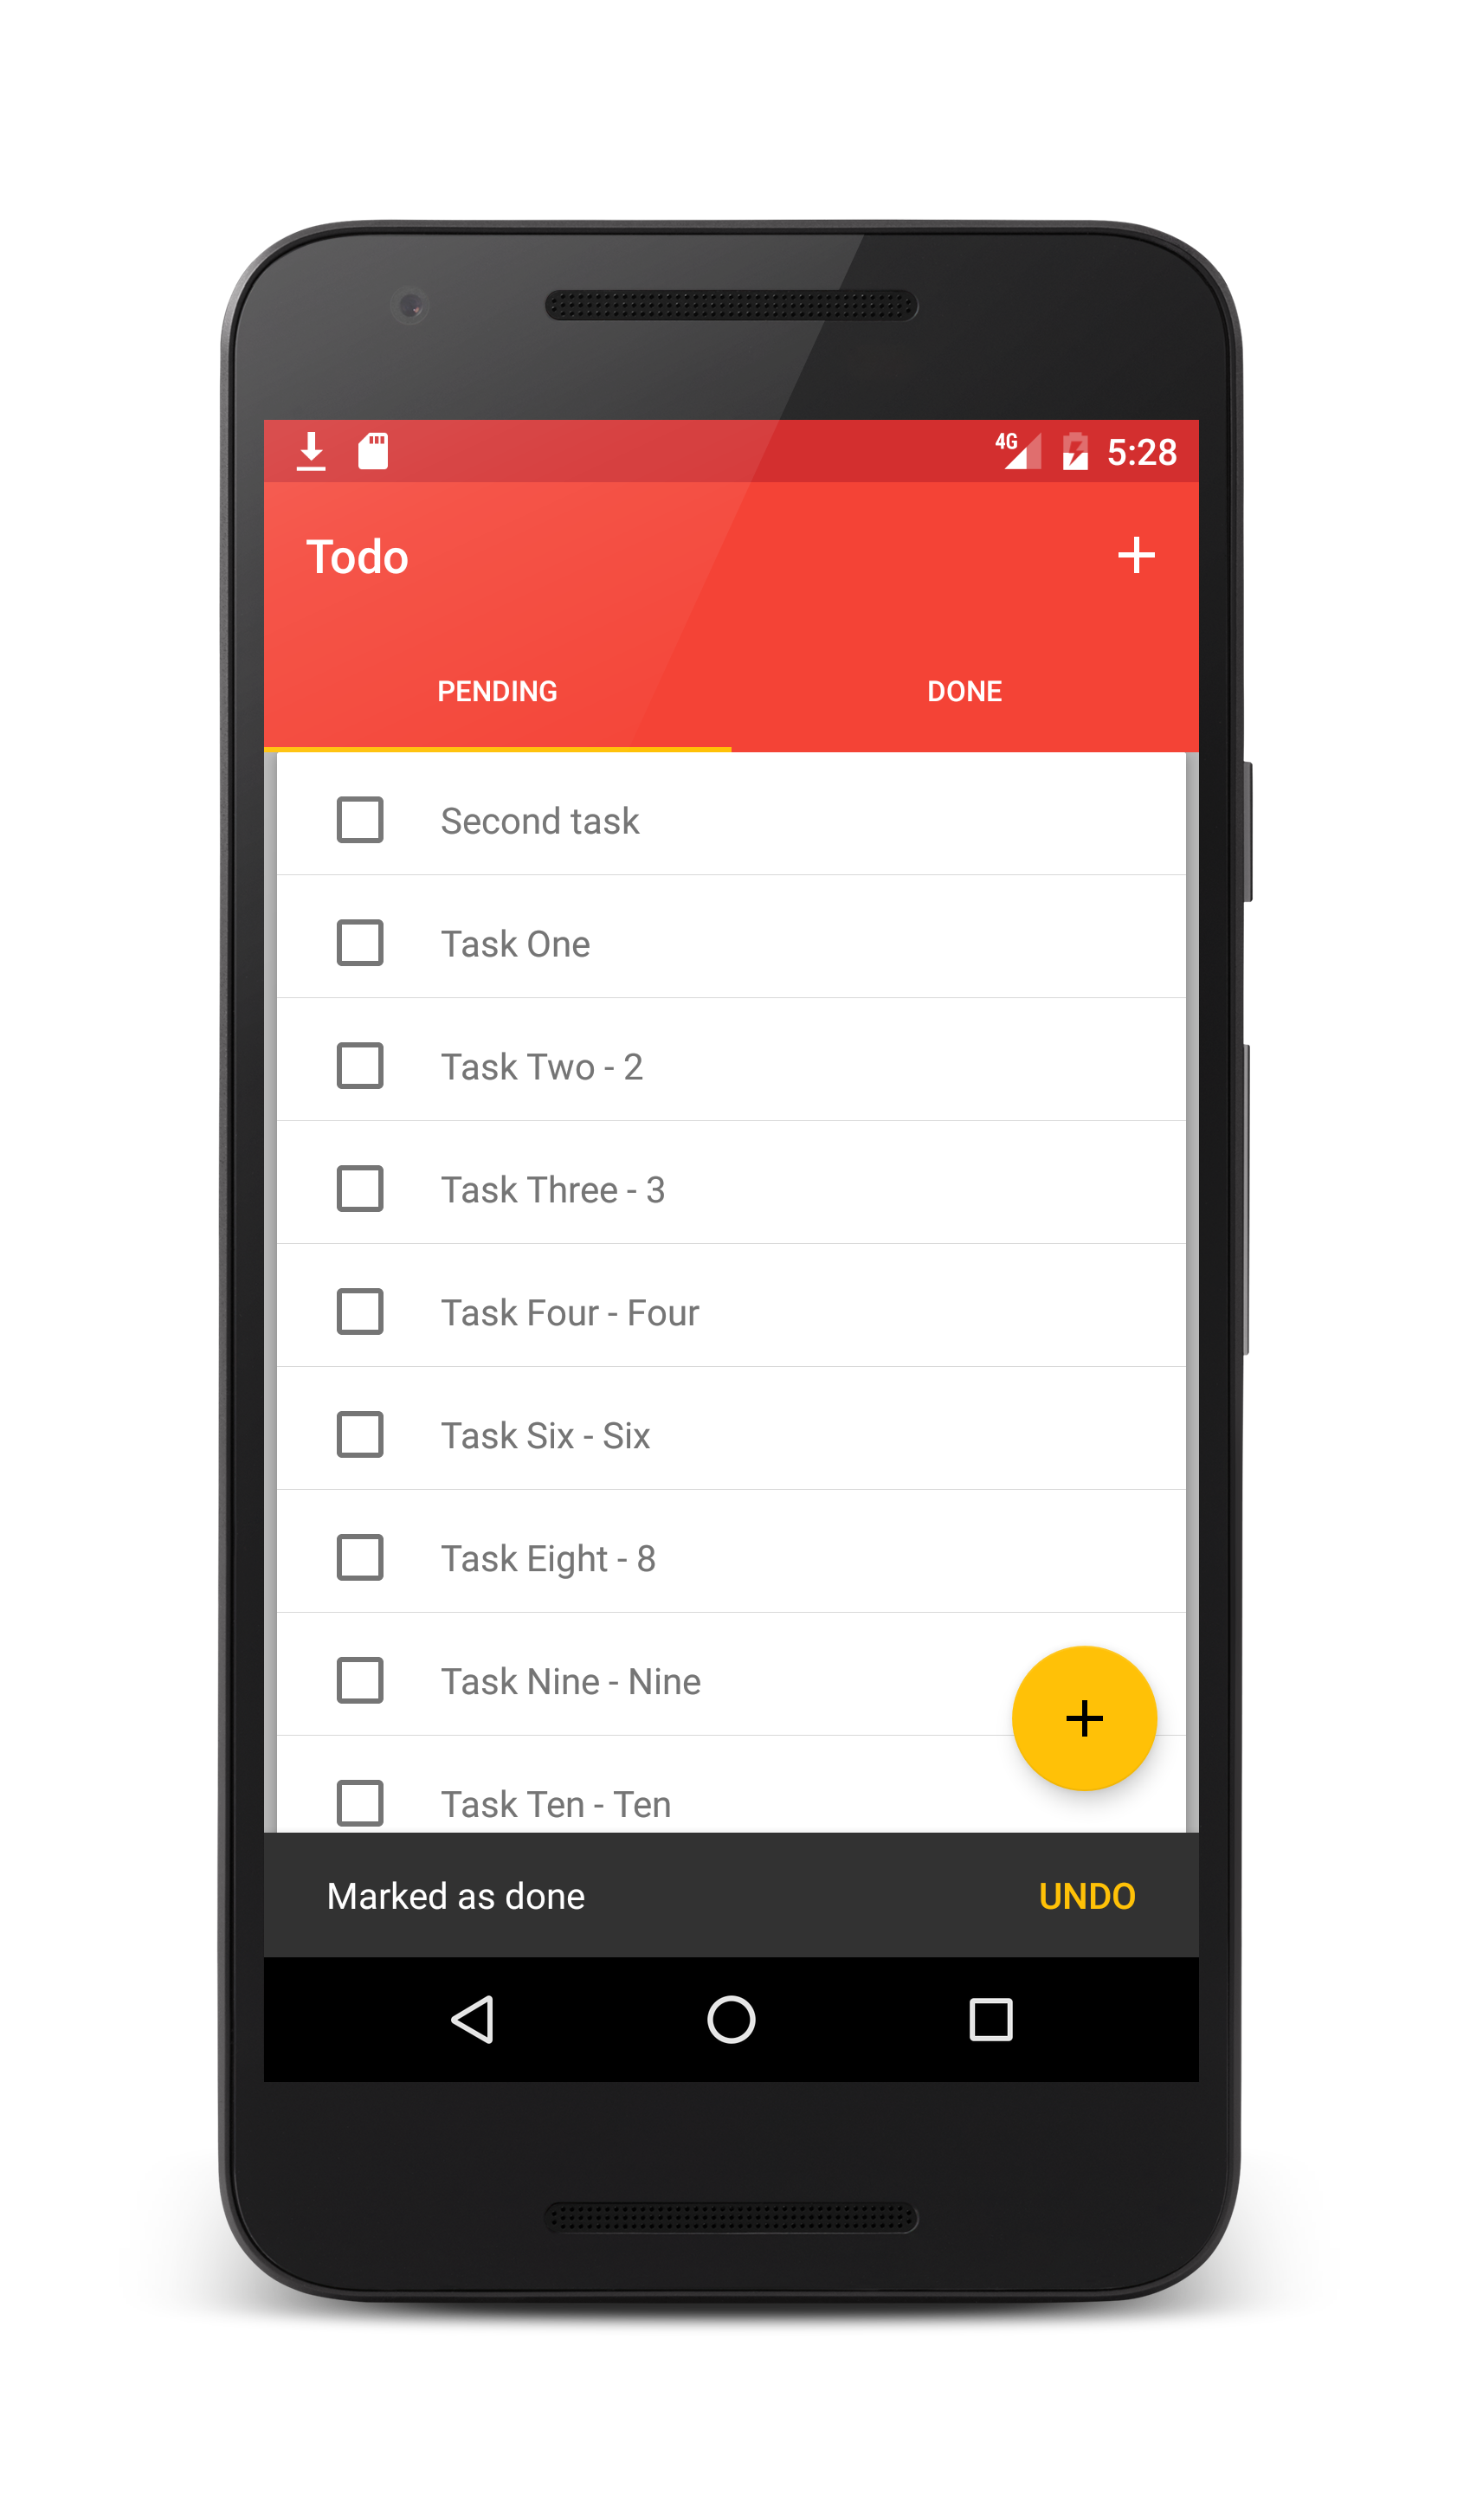 4G 5:28
Todo
PENDING DONE
Second task
Task One
Task Two - 2
Task Three - 3
Task Four - Four
Task Six - Six
Task Eight - 8
Task Nine - Nine
Task Ten - Ten
Marked as done UNDO